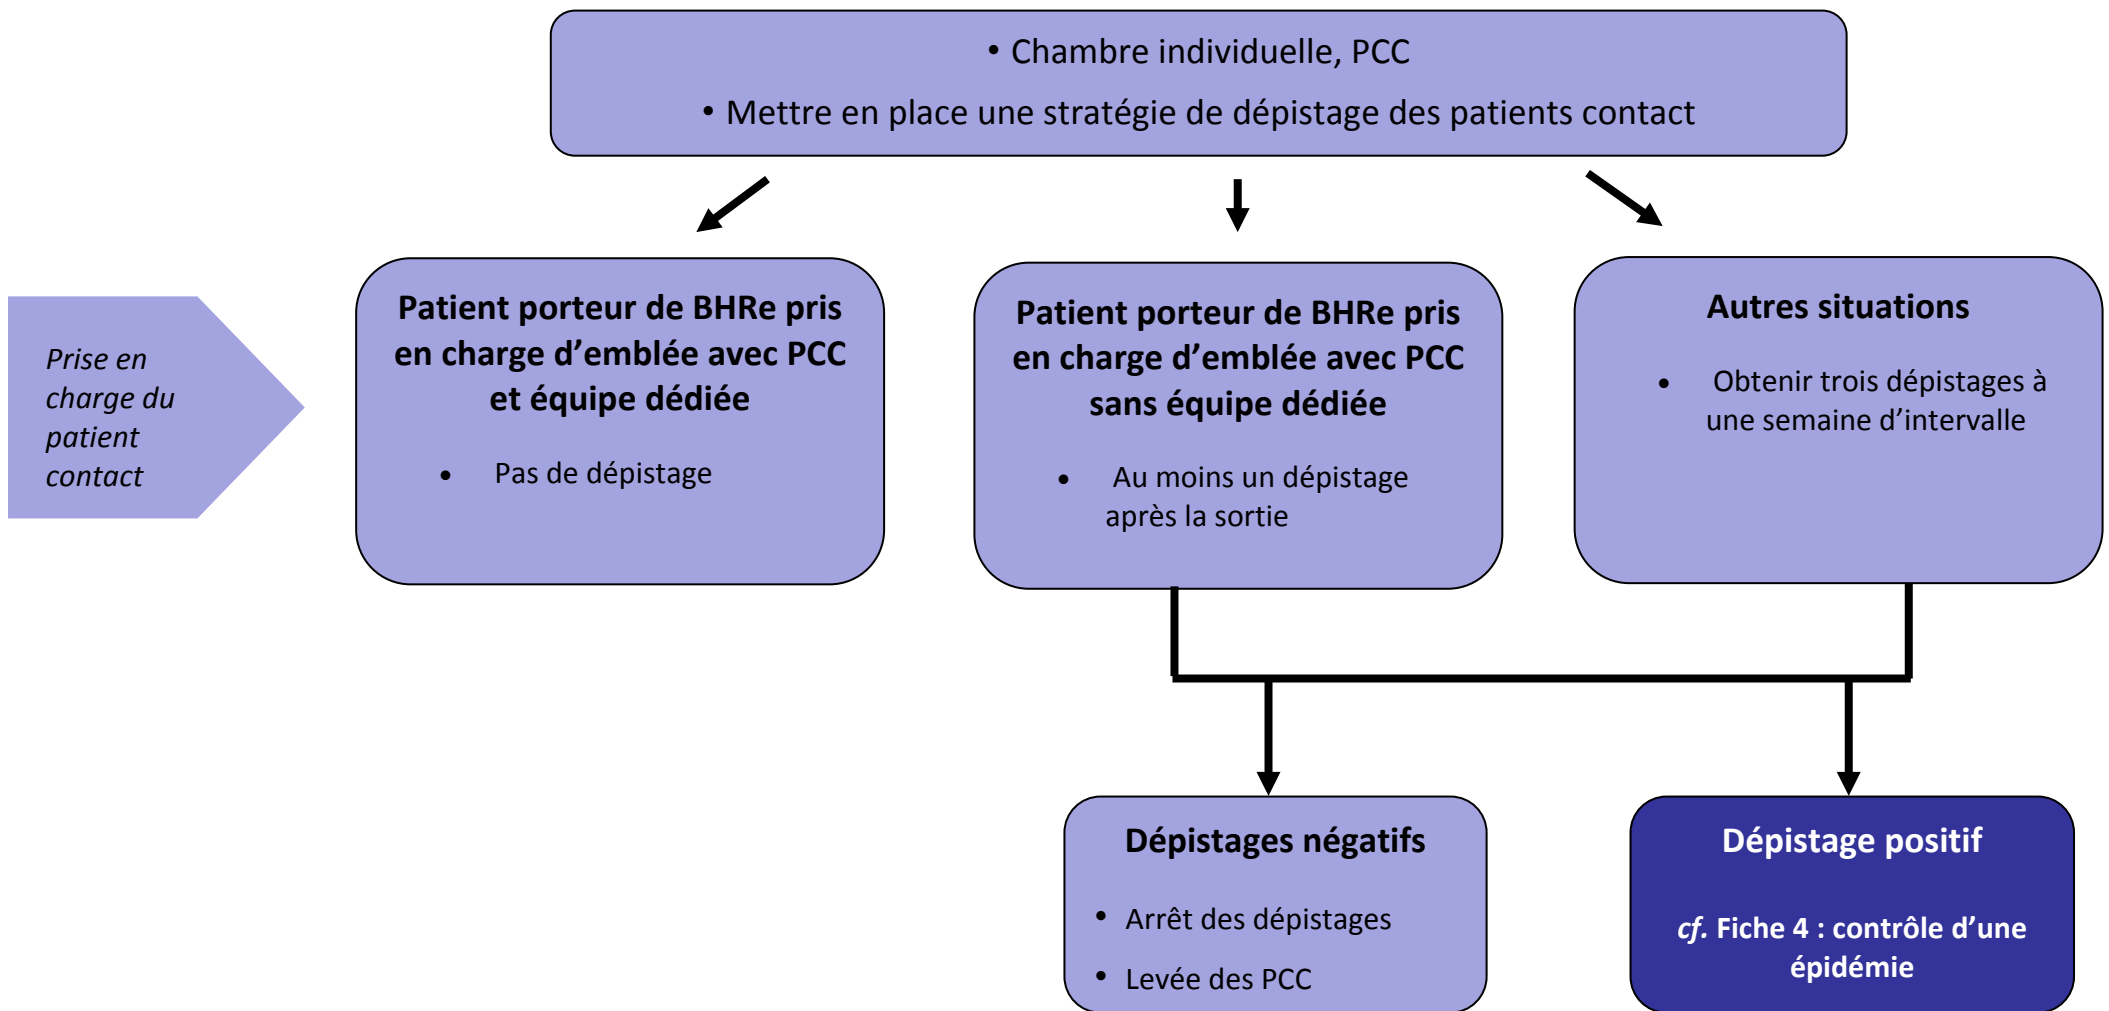 • Chambre individuelle, PCC
• Mettre en place une stratégie de dépistage des patients contact
Prise en
charge du
patient
contact
Patient porteur de BHRe pris
en charge d’emblée avec PCC
et équipe dédiée
• Pas de dépistage
Patient porteur de BHRe pris
en charge d’emblée avec PCC
sans équipe dédiée
• Au moins un dépistage
après la sortie
Autres situations
• Obtenir trois dépistages à
une semaine d’intervalle
Dépistages négatifs
• Arrêt des dépistages
• Levée des PCC
Dépistage positif
cf. Fiche 4 : contrôle d’une
épidémie